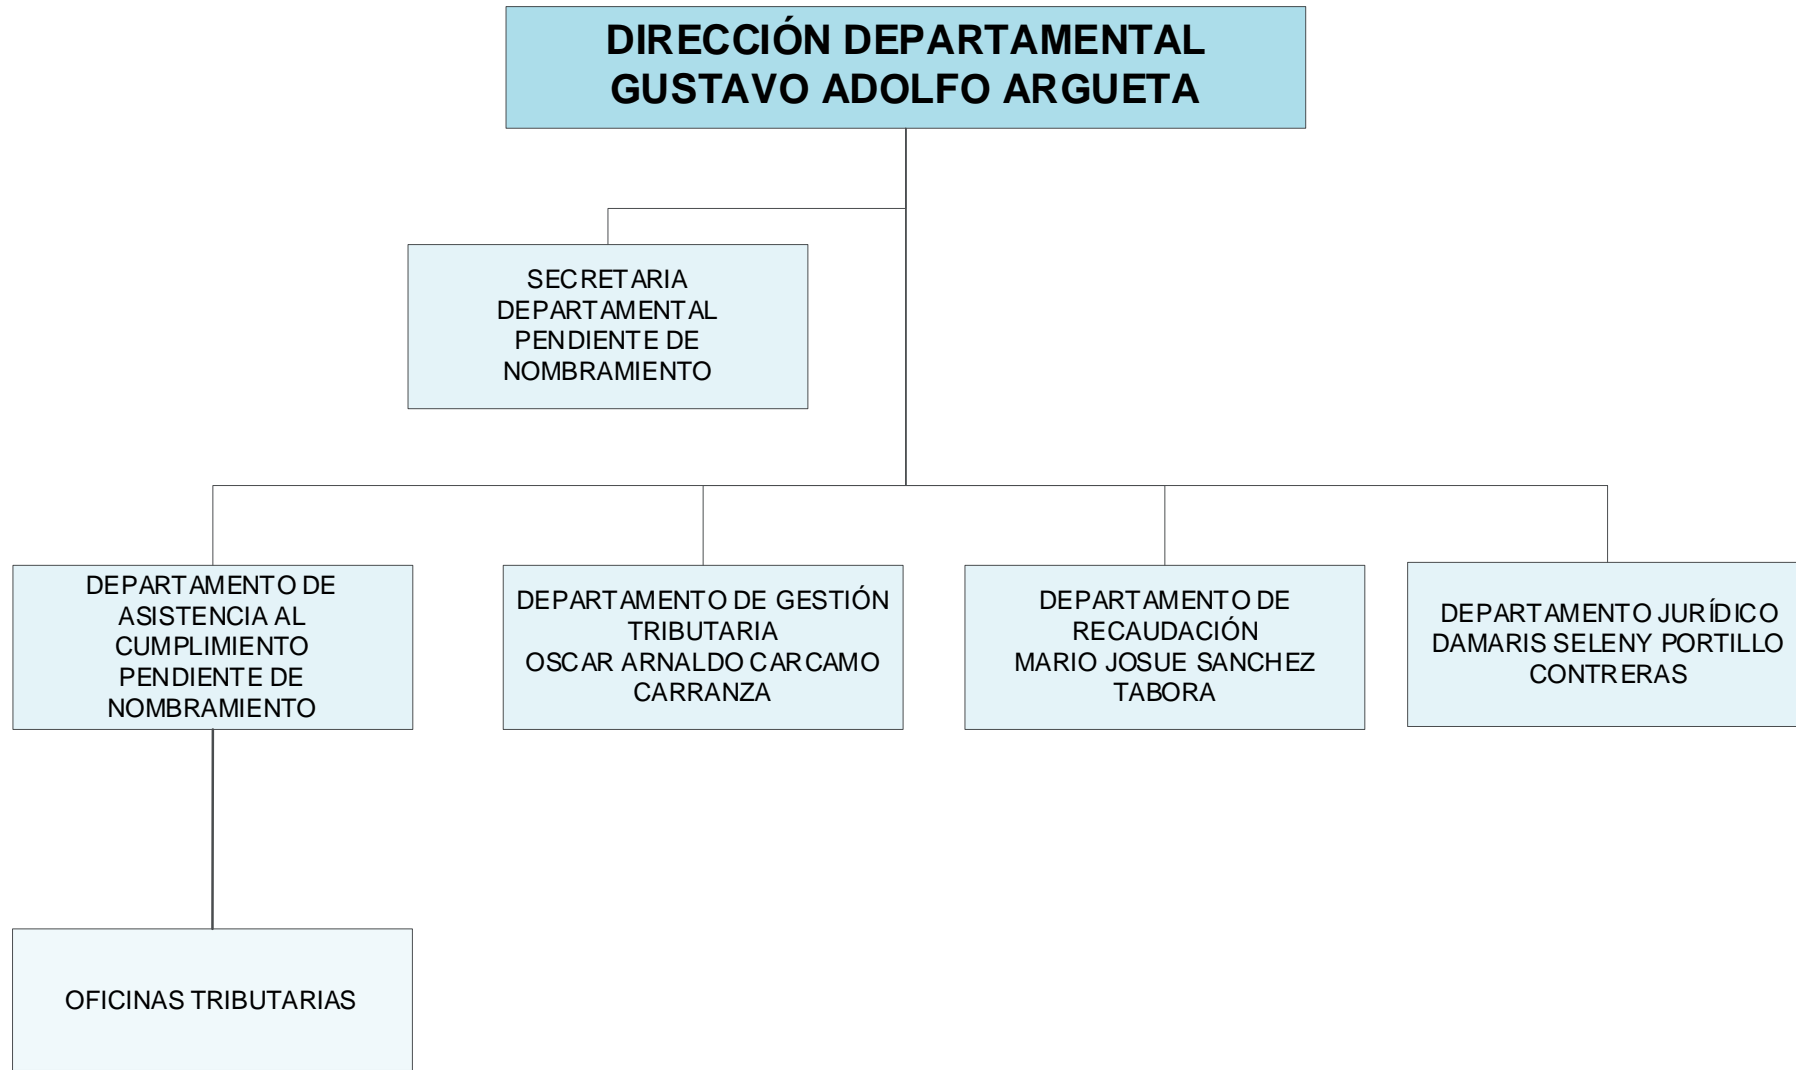 DIRECCIÓN DEPARTAMENTAL
GUSTAVO ADOLFO ARGUETA
SECRETARIA
DEPARTAMENTAL
PENDIENTE DE
NOMBRAMIENTO
DEPARTAMENTO DE
ASISTENCIA AL
CUMPLIMIENTO
PENDIENTE DE
NOMBRAMIENTO
DEPARTAMENTO DE GESTIÓN
TRIBUTARIA
OSCAR ARNALDO CARCAMO
CARRANZA
DEPARTAMENTO DE
RECAUDACIÓN
MARIO JOSUE SANCHEZ
TABORA
DEPARTAMENTO JURÍDICO
DAMARIS SELENY PORTILLO
CONTRERAS
OFICINAS TRIBUTARIAS